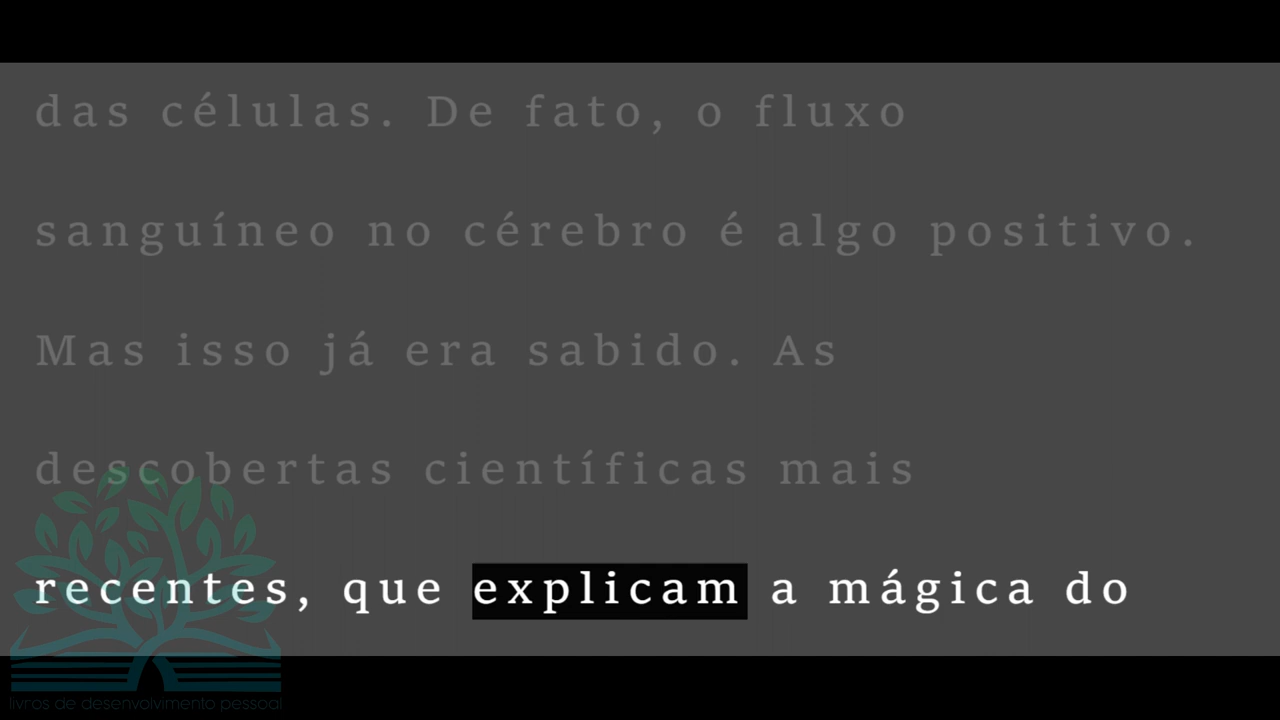 das células. De fato, o fluxo
sanguíneo no cérebro é algo positivo.
Mas isso já era sabido. As
descobertas científicas mais
recentes, que explicam a mágica do
livros de desenvolvimento pessoal